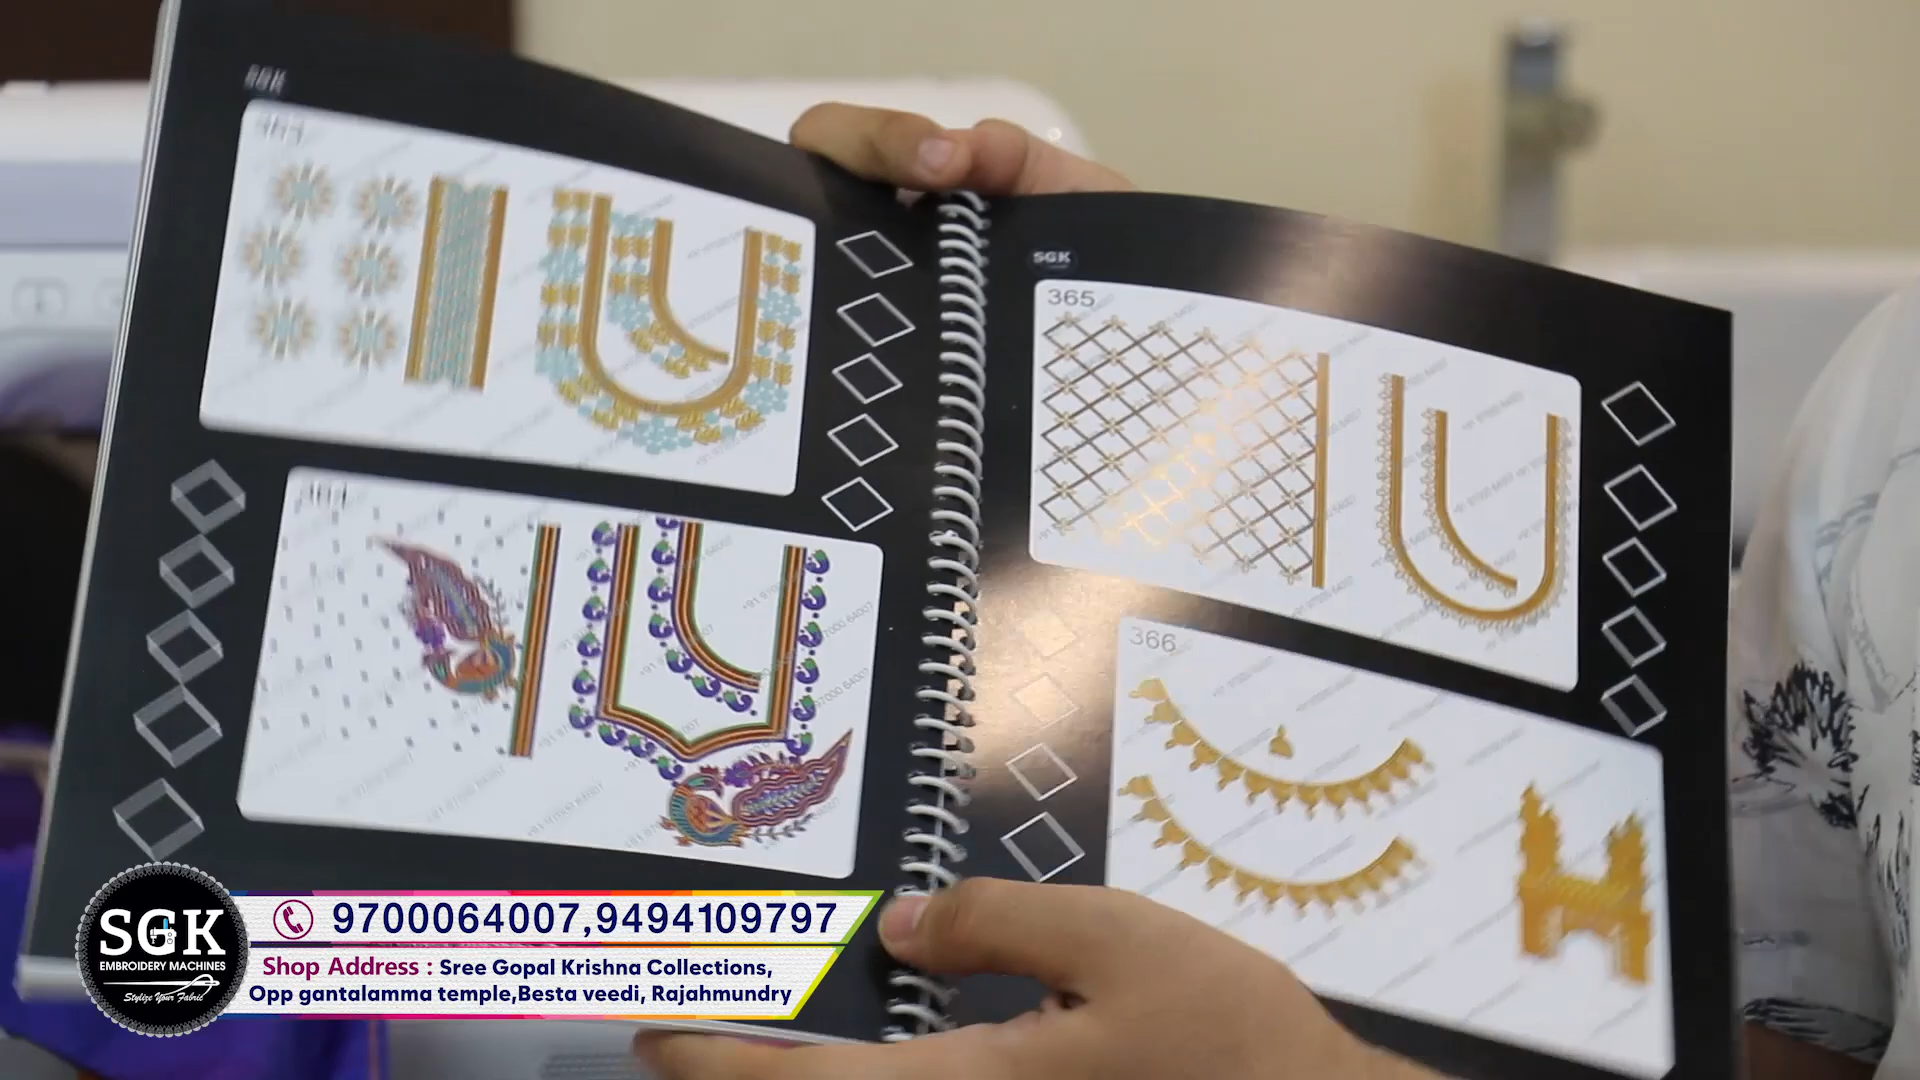 SGK
SGK
365
366
SGK
EMBROIDERY MACHINES
Stylize Your Fabric
9700064007,9494109797
Shop Address : Sree Gopal Krishna Collections,
Opp gantalamma temple,Besta veedi, Rajahmundry